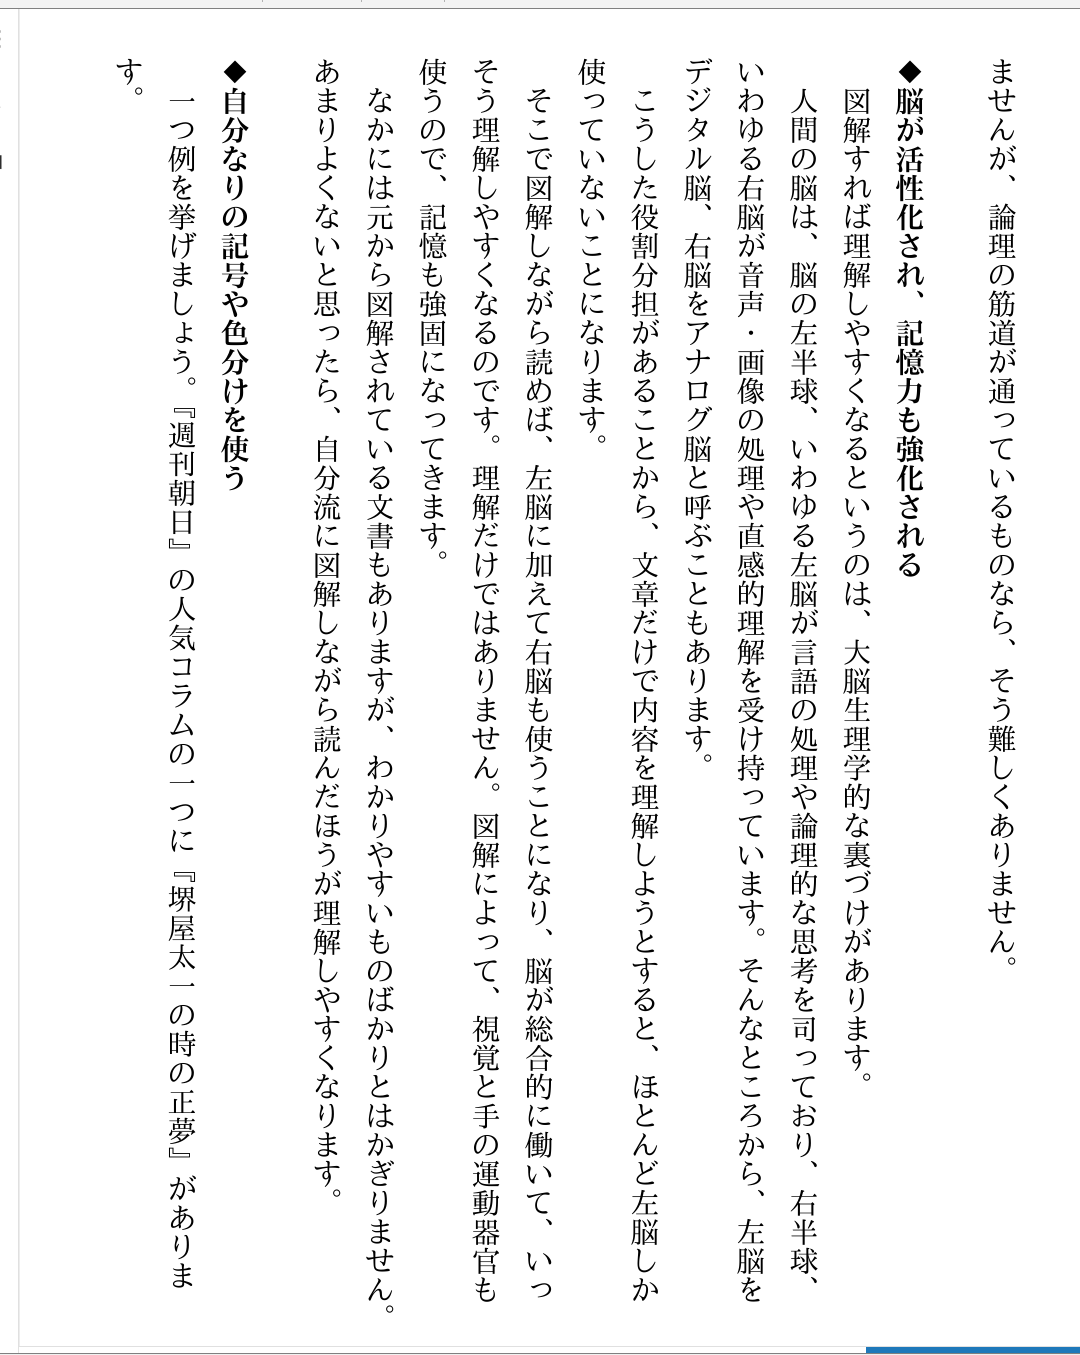 ませんが、論理の筋道が通っているものなら、そう難しくありません。
◆脳が活性化され、記憶力も強化される
図解すれば理解しやすくなるというのは、大脳生理学的な裏づけがあります。
人間の脳は、脳の左半球、いわゆる左脳が言語の処理や論理的な思考を司っており、右半球、
いわゆる右脳が音声・画像の処理や直感的理解を受け持っています。そんなところから、左脳を
デジタル脳、右脳をアナログ脳と呼ぶこともあります。
こうした役割分担があることから、文章だけで内容を理解しようとすると、ほとんど左脳しか
使っていないことになります。
そこで図解しながら読めば、左脳に加えて右脳も使うことになり、脳が総合的に働いて、いっ
そう理解しやすくなるのです。理解だけではありません。図解によって、視覚と手の運動器官も
使うので、記憶も強固になってきます。
なかには元から図解されている文書もありますが、わかりやすいものばかりとはかぎりません。
あまりよくないと思ったら、自分流に図解しながら読んだほうが理解しやすくなります。
◆自分なりの記号や色分けを使う
一つ例を挙げましょう。『週刊朝日』の人気コラムの一つに『堺屋太一の時の正夢』がありま
す。